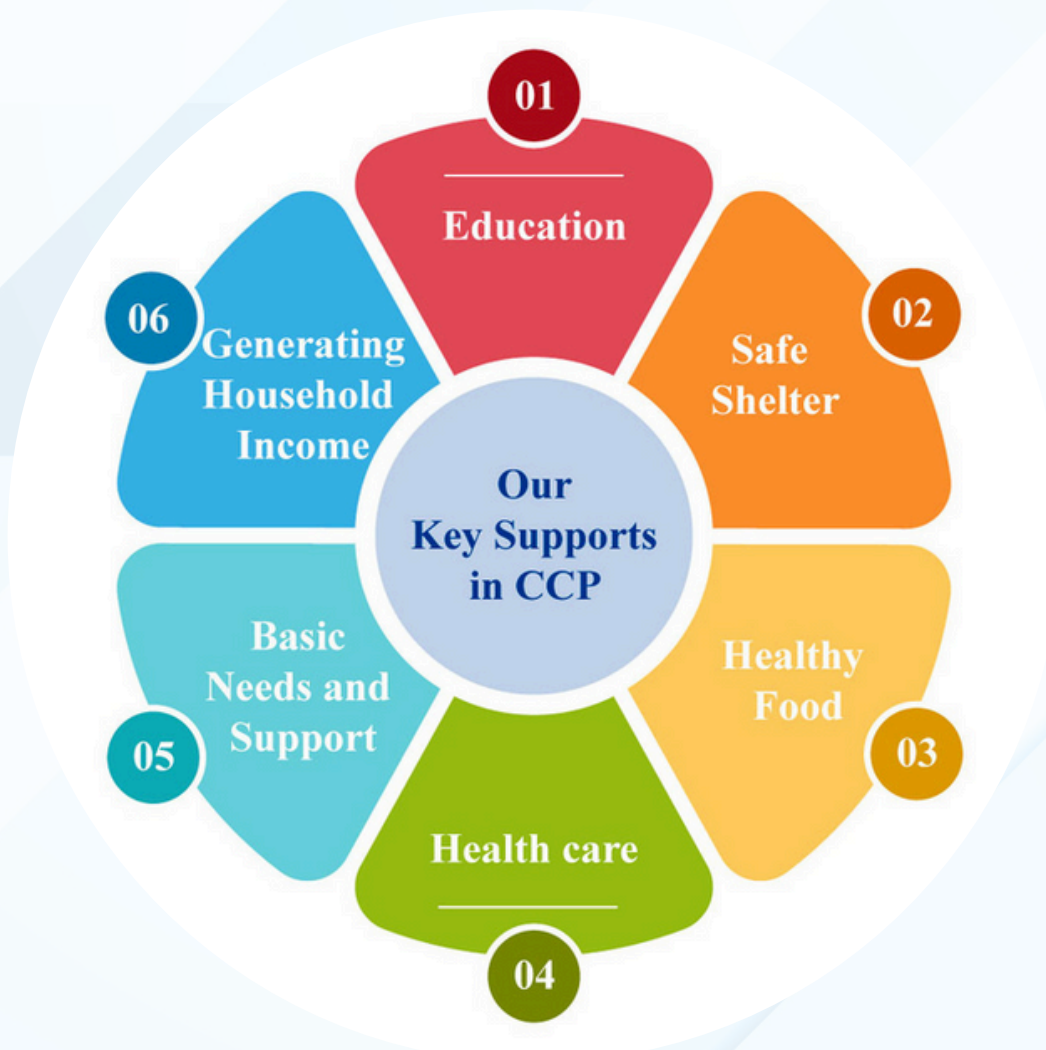 Our
Key Supports
in CCP
01
Education
02
Safe
Shelter
03
Healthy
Food
04
Health care
05
Basic
Needs and
Support
06
Generating
Household
Income